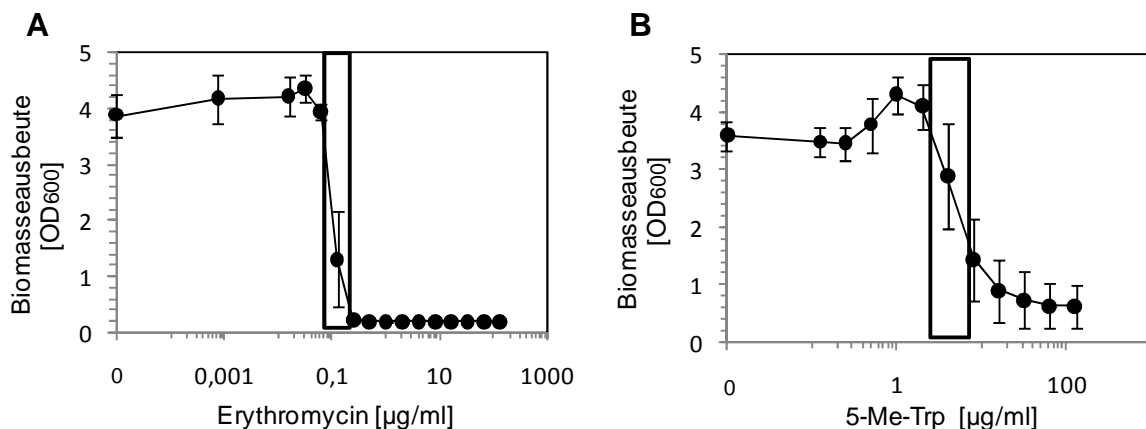 A
Biomasseausbeute
[OD600]
5
4
3
2
1
0
0 0,001 0,1 10 1000
Erythromycin [µg/ml]
B
Biomasseausbeute
[OD600]
5
4
3
2
1
0
0 1 100
5-Me-Trp [µg/ml]